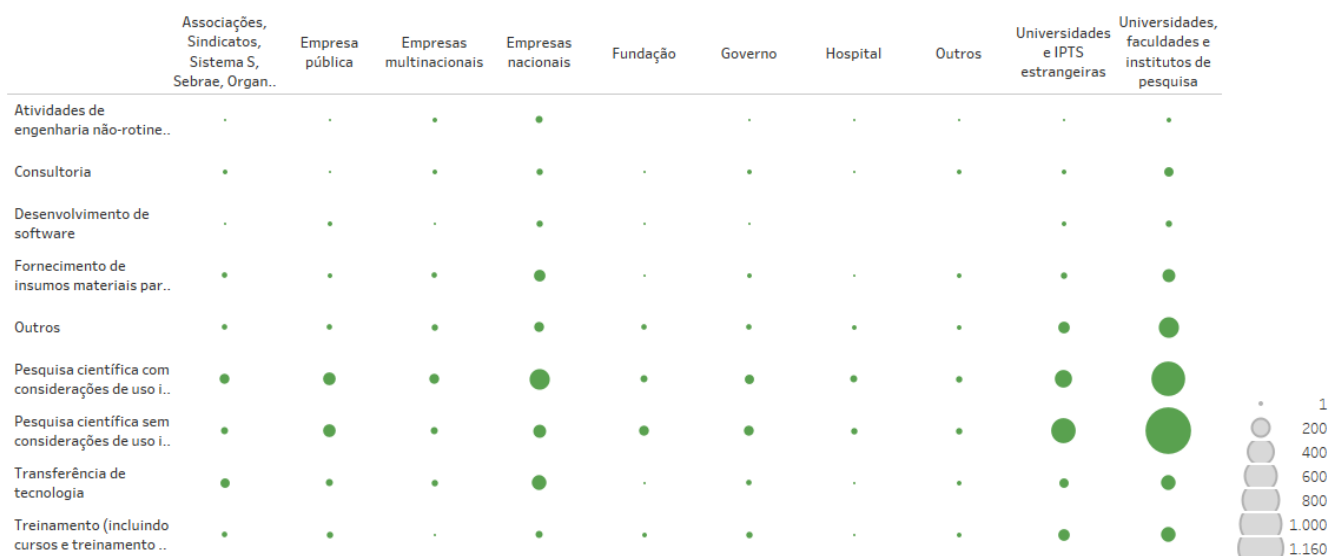 Associações,
Sindicatos,
Sistema S,
Sebrae, Organ..
Empresa
pública
Empresas
multinacionais
Empresas
nacionais
Fundação
Governo
Hospital
Outros
Universidades
e IPTS
estrangeiras
Universidades,
faculdades e
institutos de
pesquisa
Atividades de
engenharia não-rotine..
Consultoria
Desenvolvimento de
software
Fornecimento de
insumos materiais par..
Outros
Pesquisa científica com
considerações de uso i..
Pesquisa científica sem
considerações de uso i..
Transferência de
tecnologia
Treinamento (incluindo
cursos e treinamento ..
1
200
400
600
800
1.000
1.160